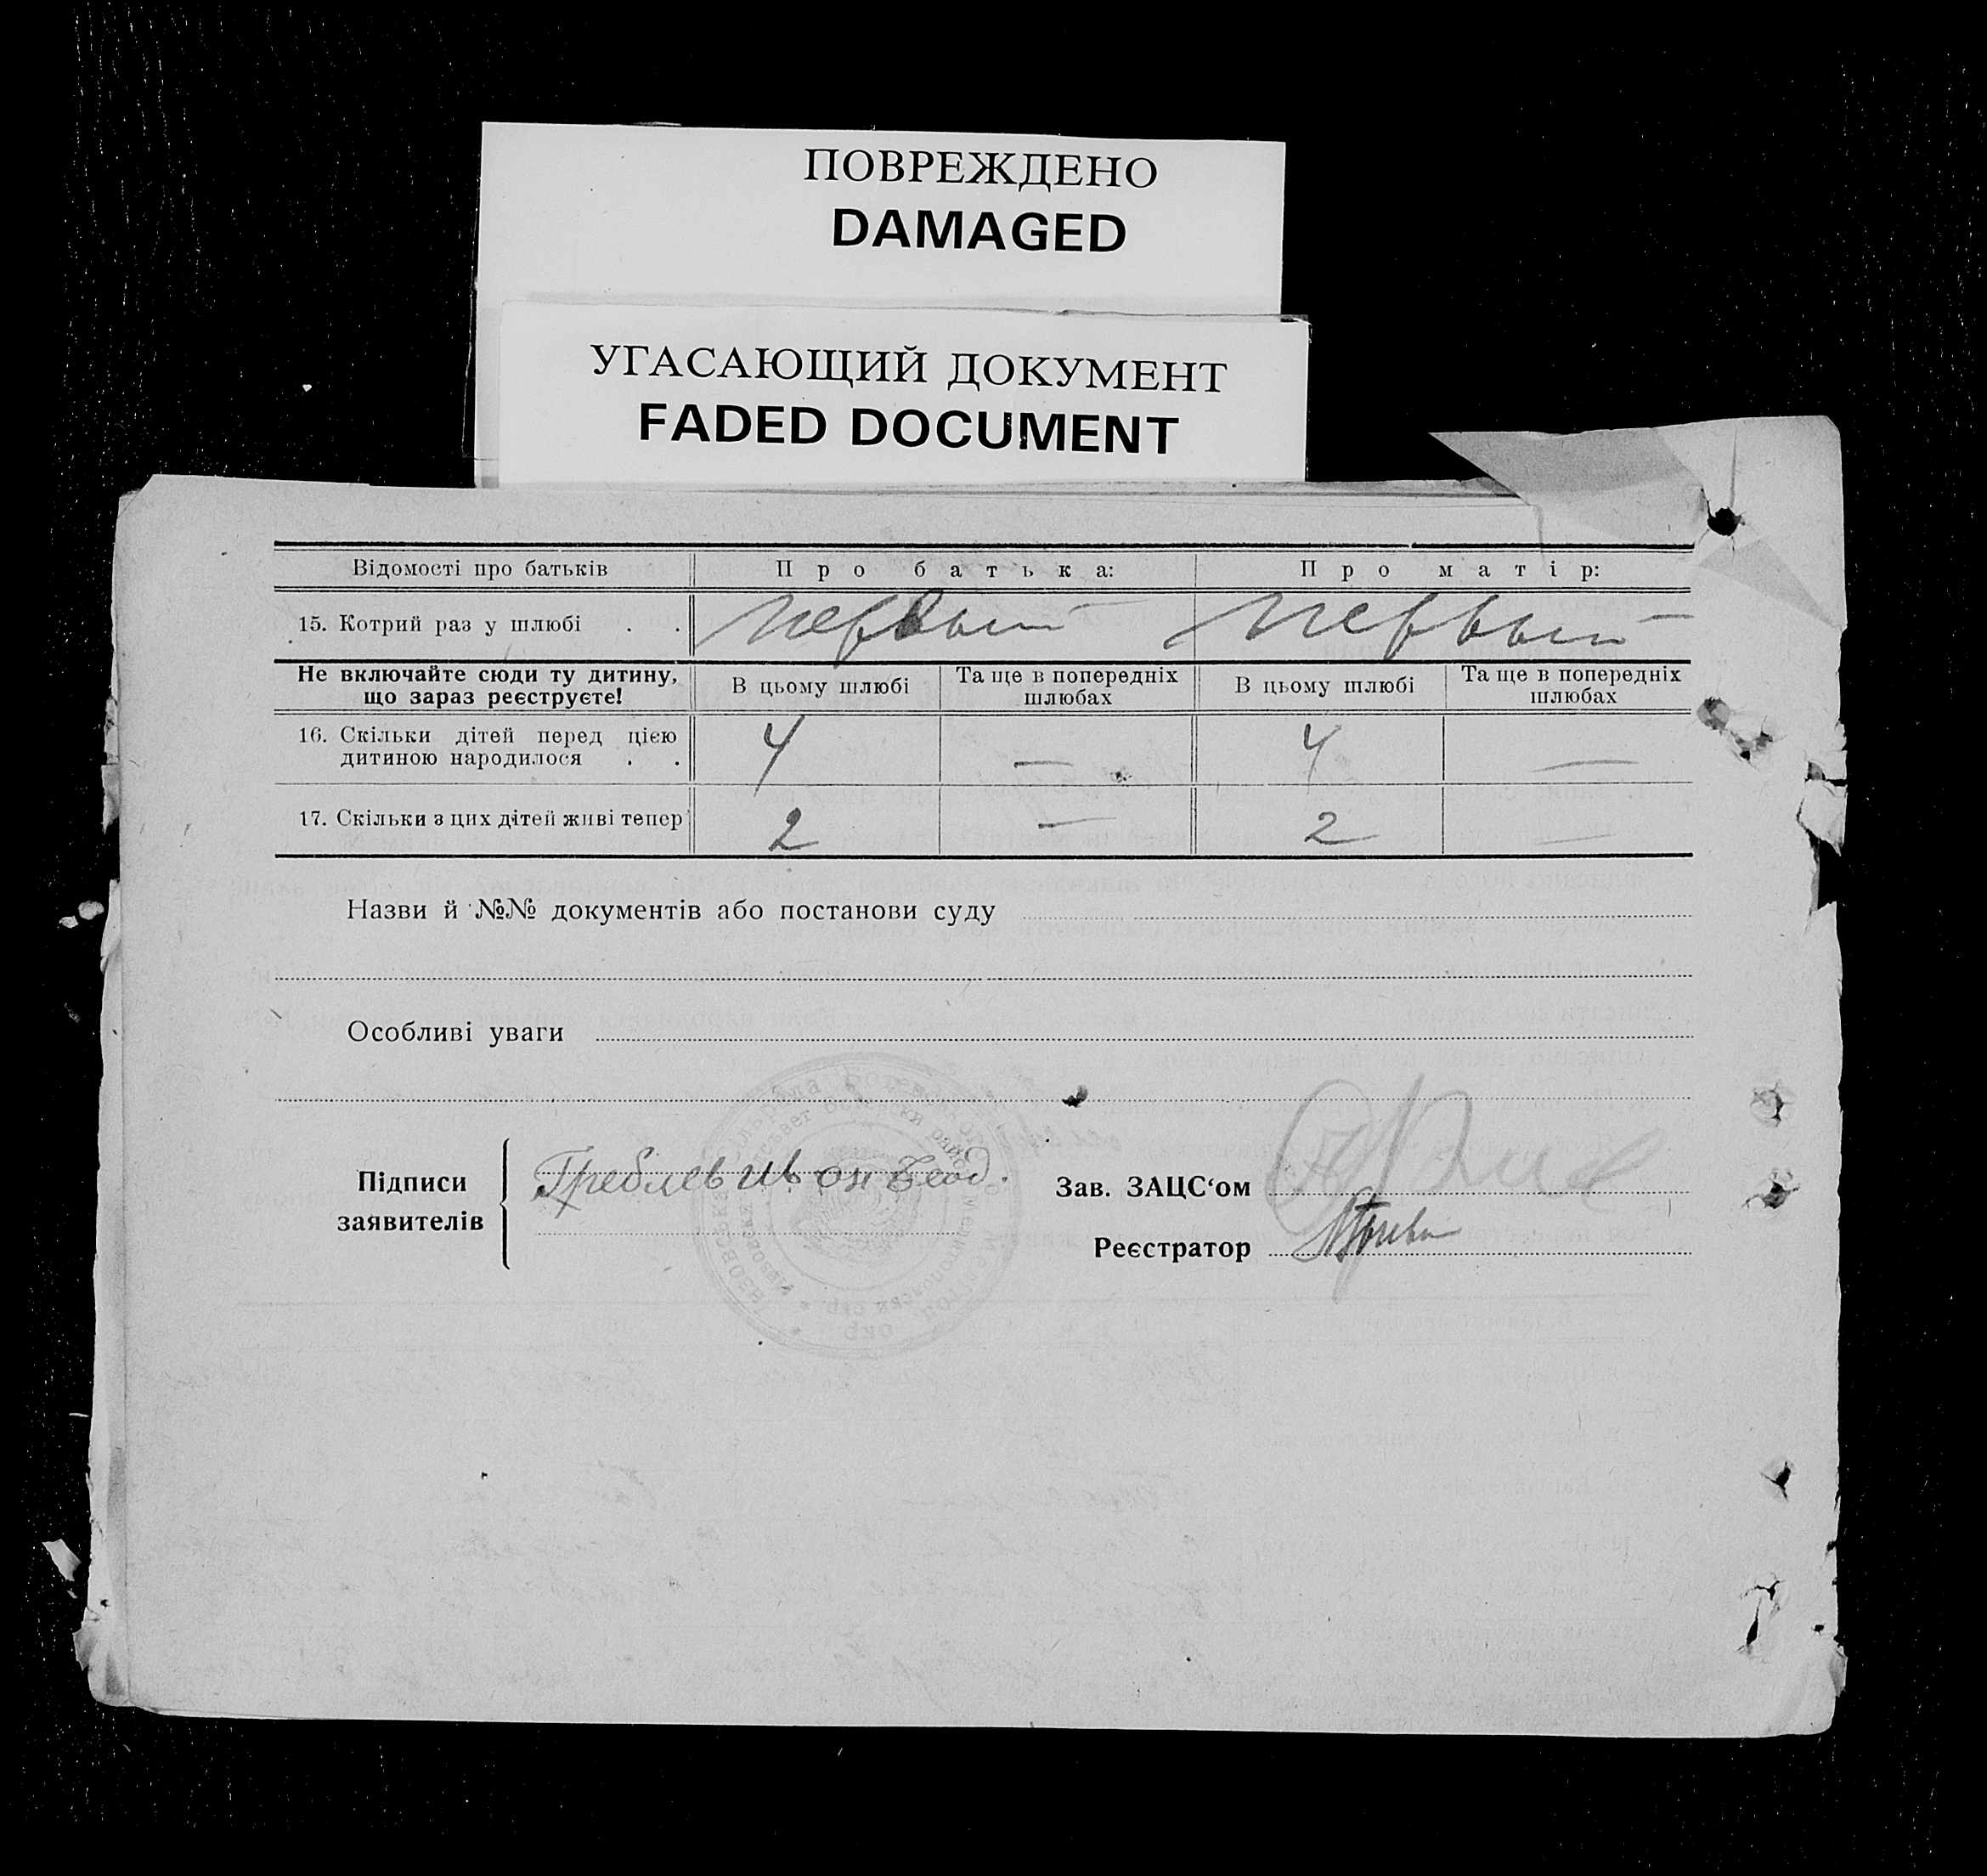 ПОВРЕЖДЕНО
DAMAGED
УГАСАЮЩИЙ ДОКУМЕНТ
FADED DOCUMENT
Відомості про батьків Про батька: Про матір:
15. Котрий раз у шлюбі . . первый первый
Не включайте сюди ту дитину, що зараз реєструєте! В цьому шлюбі Та ще в попередніх шлюбах В цьому шлюбі Та ще в попередніх шлюбах
16. Скільки дітей перед цією дитиною народилося . . 4 — 4 —
17. Скільки з цих дітей живі тепер 2 — 2 —
Назви й №№ документів або постанови суду
Особливі уваги
Підписи заявителів
Греблев
Зав. ЗАЦС‘ом
Реєстратор